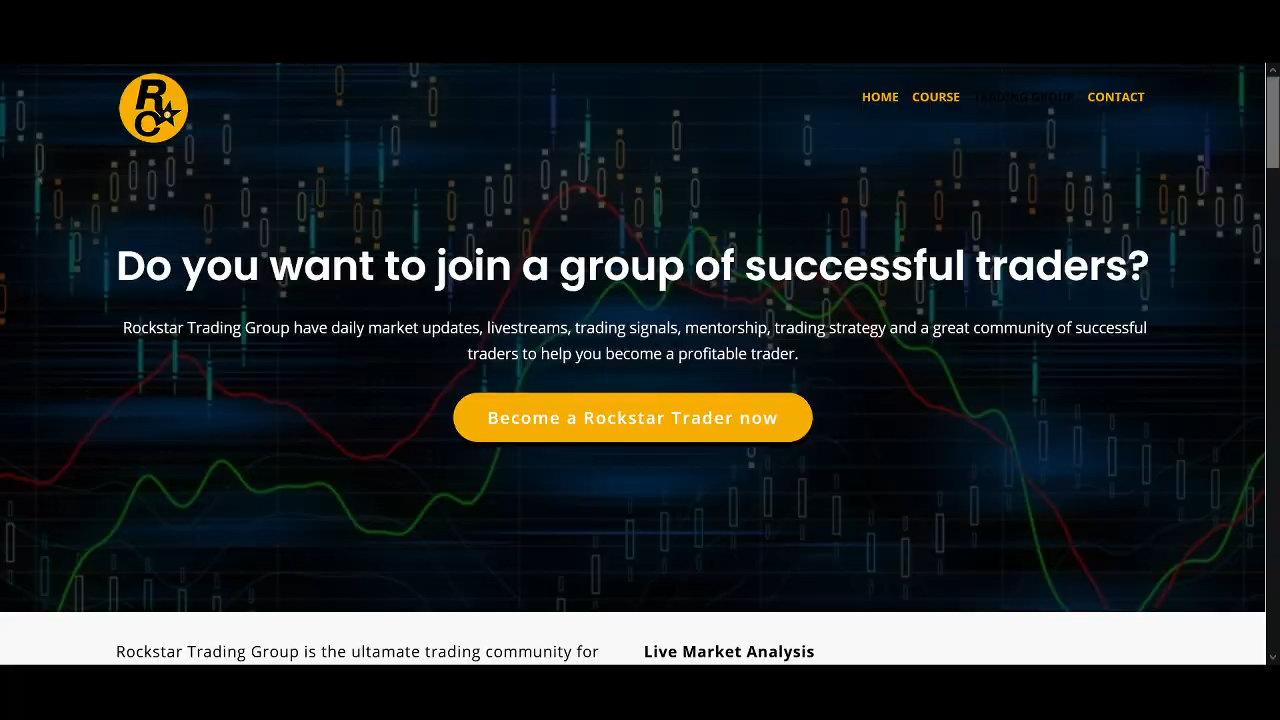 R
C
HOME COURSE TRADING GROUP CONTACT
Do you want to join a group of successful traders?
Rockstar Trading Group have daily market updates, livestreams, trading signals, mentorship, trading strategy and a great community of successful
traders to help you become a profitable trader.
Become a Rockstar Trader now
Rockstar Trading Group is the ultamate trading community for
Live Market Analysis